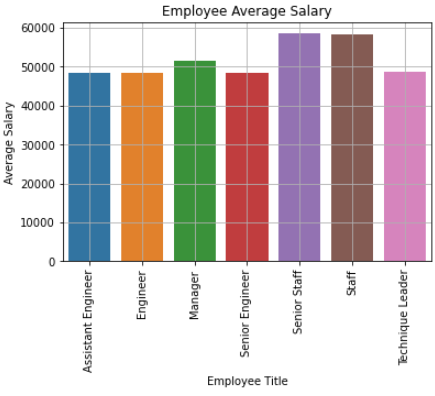 Employee Average Salary
60000
50000
40000
30000
20000
10000
0
Average Salary
Assistant Engineer
Engineer
Manager
Senior Engineer
Senior Staff
Staff
Technique Leader
Employee Title